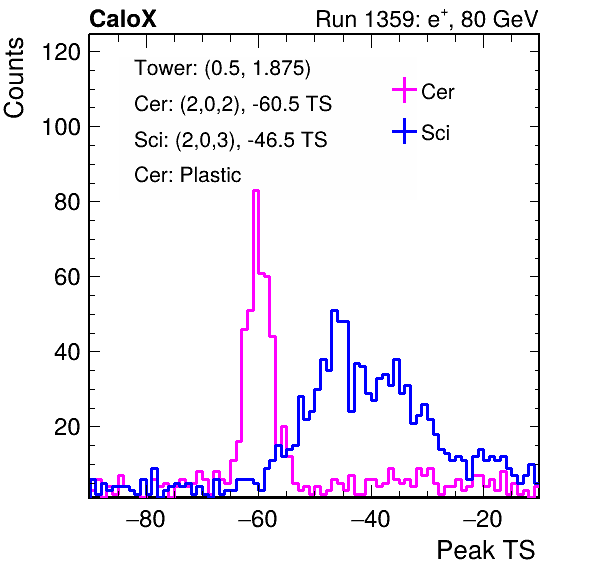 CaloX Run 1359: e⁺, 80 GeV
Counts
120
100
80
60
40
20
Tower: (0.5, 1.875)
Cer: (2,0,2), -60.5 TS
Sci: (2,0,3), -46.5 TS
Cer: Plastic
Cer
Sci
−80 −60 −40 −20
Peak TS